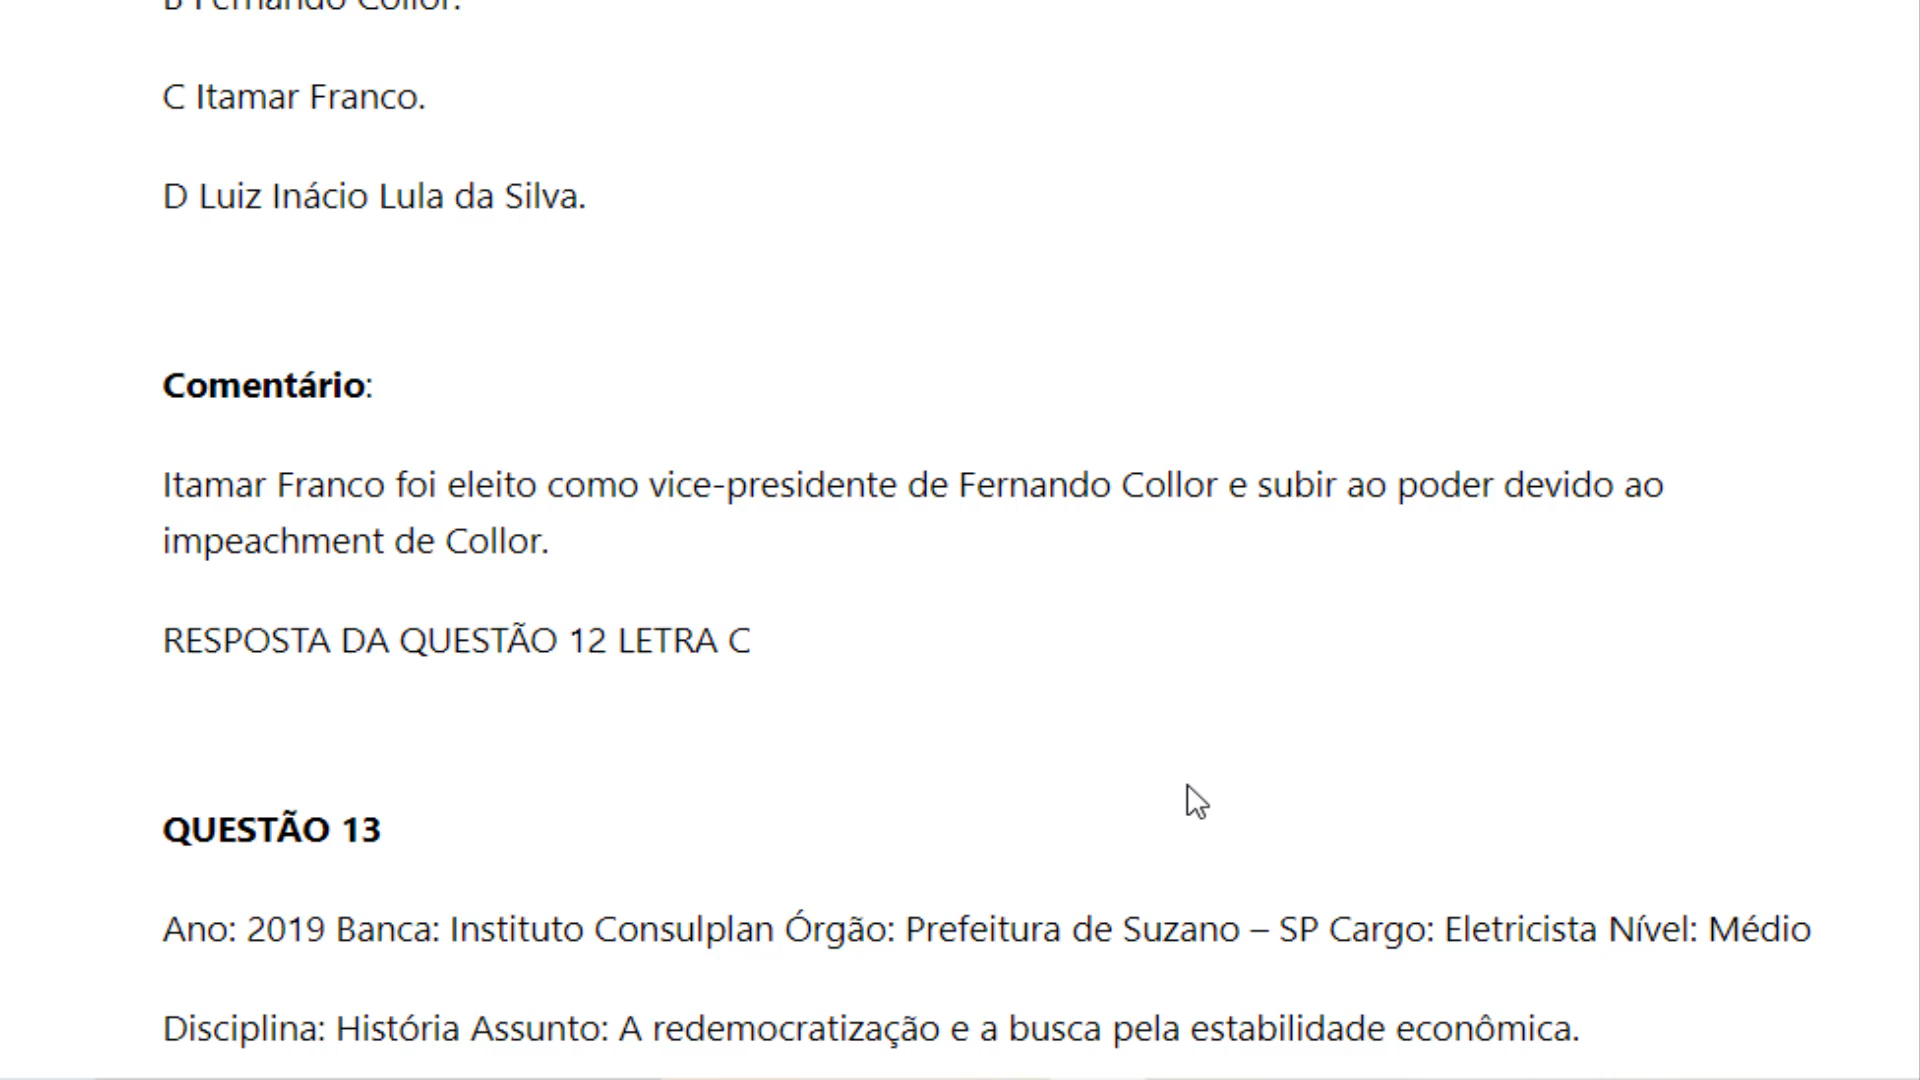 B Fernando Collor.
C Itamar Franco.
D Luiz Inácio Lula da Silva.
Comentário:
Itamar Franco foi eleito como vice-presidente de Fernando Collor e subir ao poder devido ao
impeachment de Collor.
RESPOSTA DA QUESTÃO 12 LETRA C
QUESTÃO 13
Ano: 2019 Banca: Instituto Consulplan Órgão: Prefeitura de Suzano – SP Cargo: Eletricista Nível: Médio
Disciplina: História Assunto: A redemocratização e a busca pela estabilidade econômica.